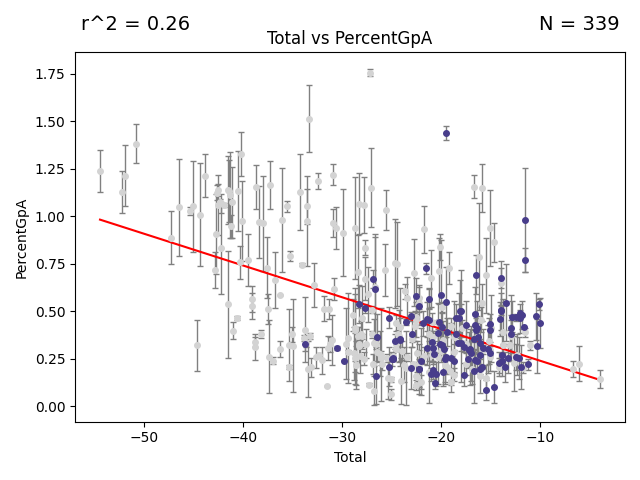 r^2 = 0.26
N = 339
Total vs PercentGpA
PercentGpA
1.75
1.50
1.25
1.00
0.75
0.50
0.25
0.00
−50
−40
−30
−20
−10
Total